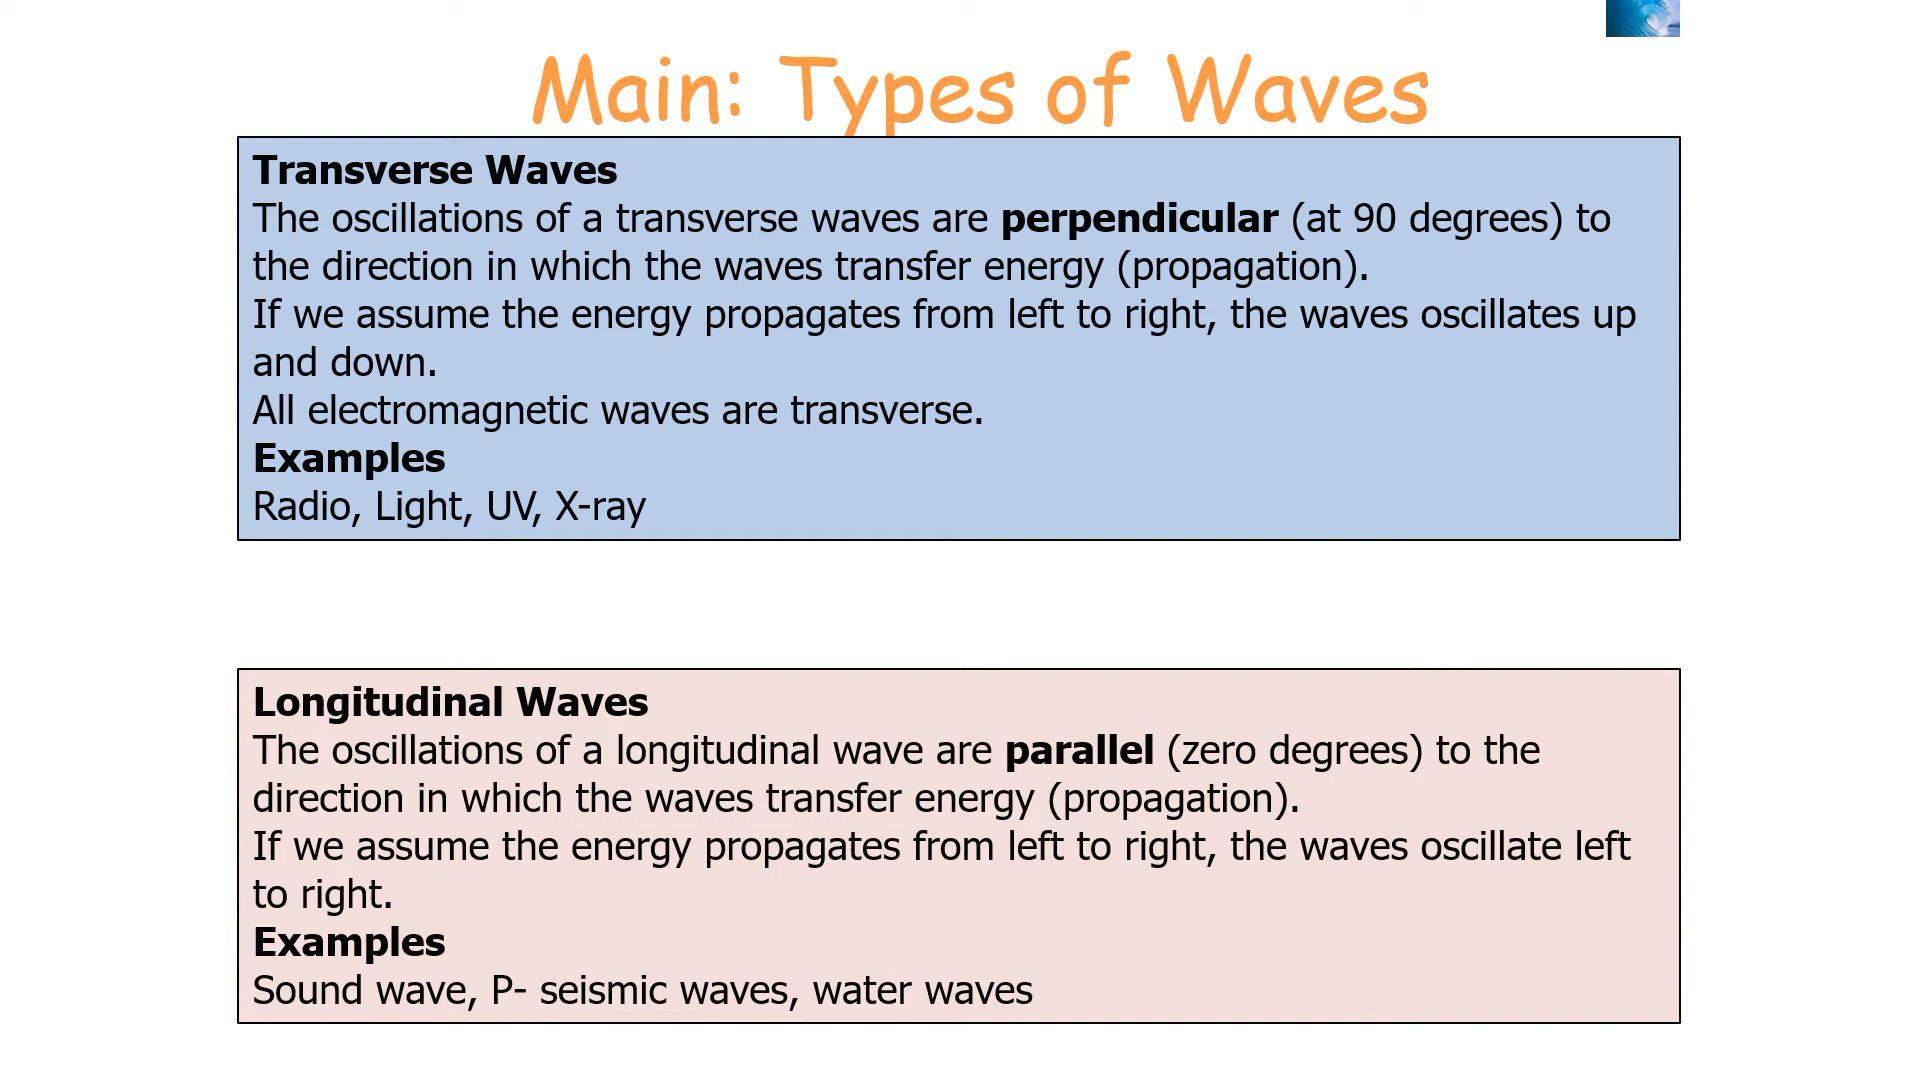 Main: Types of Waves
Transverse Waves
The oscillations of a transverse waves are perpendicular (at 90 degrees) to
the direction in which the waves transfer energy (propagation).
If we assume the energy propagates from left to right, the waves oscillates up
and down.
All electromagnetic waves are transverse.
Examples
Radio, Light, UV, X-ray
Longitudinal Waves
The oscillations of a longitudinal wave are parallel (zero degrees) to the
direction in which the waves transfer energy (propagation).
If we assume the energy propagates from left to right, the waves oscillate left
to right.
Examples
Sound wave, P- seismic waves, water waves